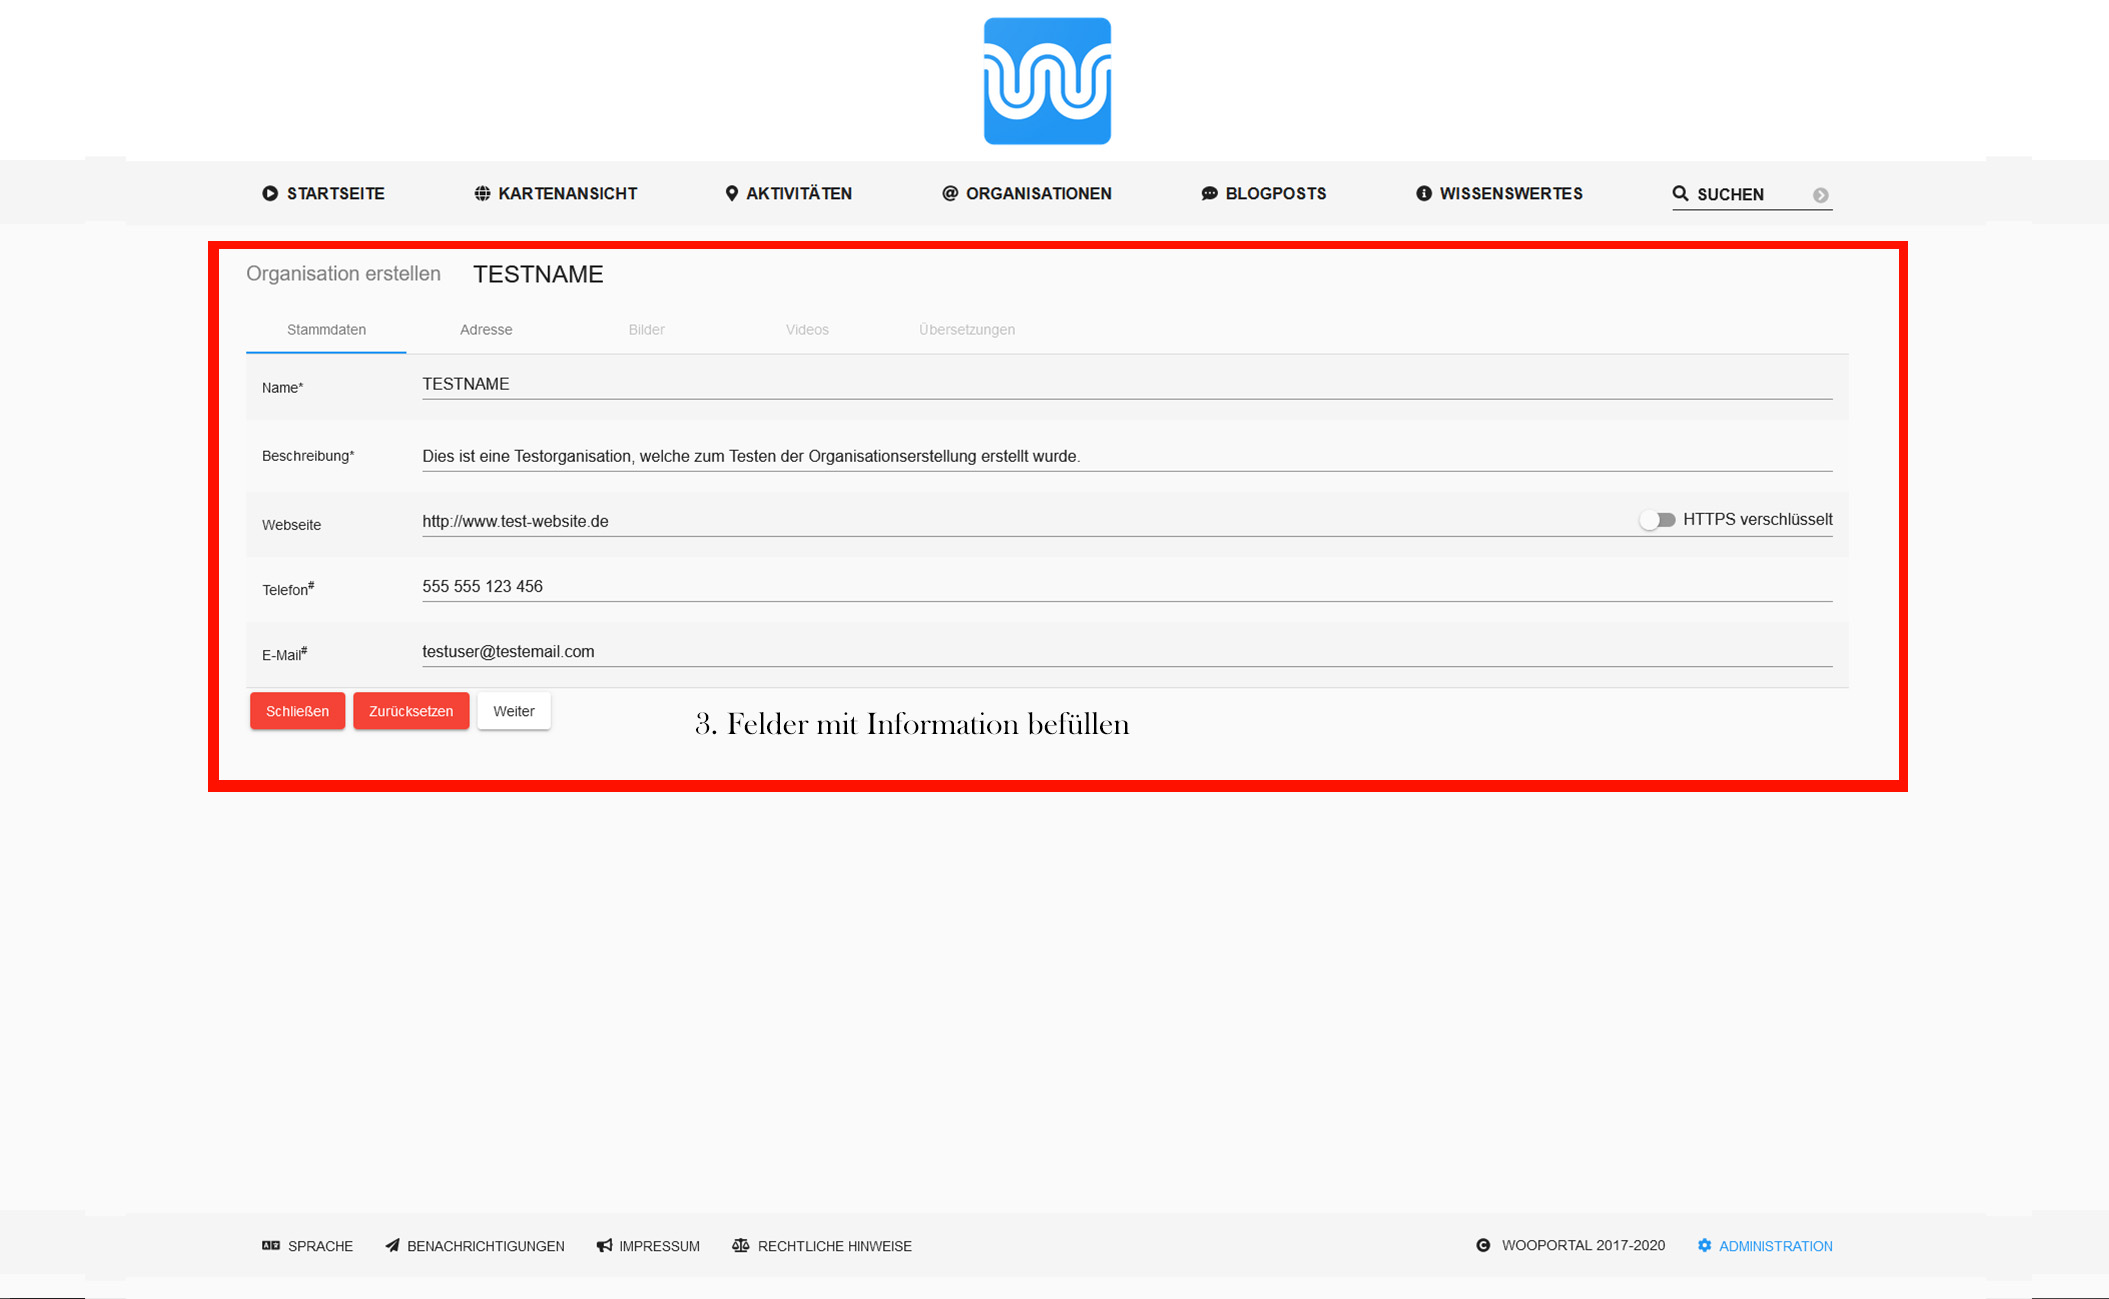 STARTSEITE KARTENANSICHT AKTIVITÄTEN @ ORGANISATIONEN BLOGPOSTS WISSENSWERTES SUCHEN
Organisation erstellen TESTNAME
Stammdaten Adresse Bilder Videos Übersetzungen
Name* TESTNAME
Beschreibung* Dies ist eine Testorganisation, welche zum Testen der Organisationserstellung erstellt wurde.
Webseite http://www.test-website.de HTTPS verschlüsselt
Telefon# 555 555 123 456
E-Mail# testuser@testemail.com
Schließen Zurücksetzen Weiter
3. Felder mit Information befüllen
SPRACHE BENACHRICHTIGUNGEN IMPRESSUM RECHTLICHE HINWEISE WOOPORTAL 2017-2020 ADMINISTRATION